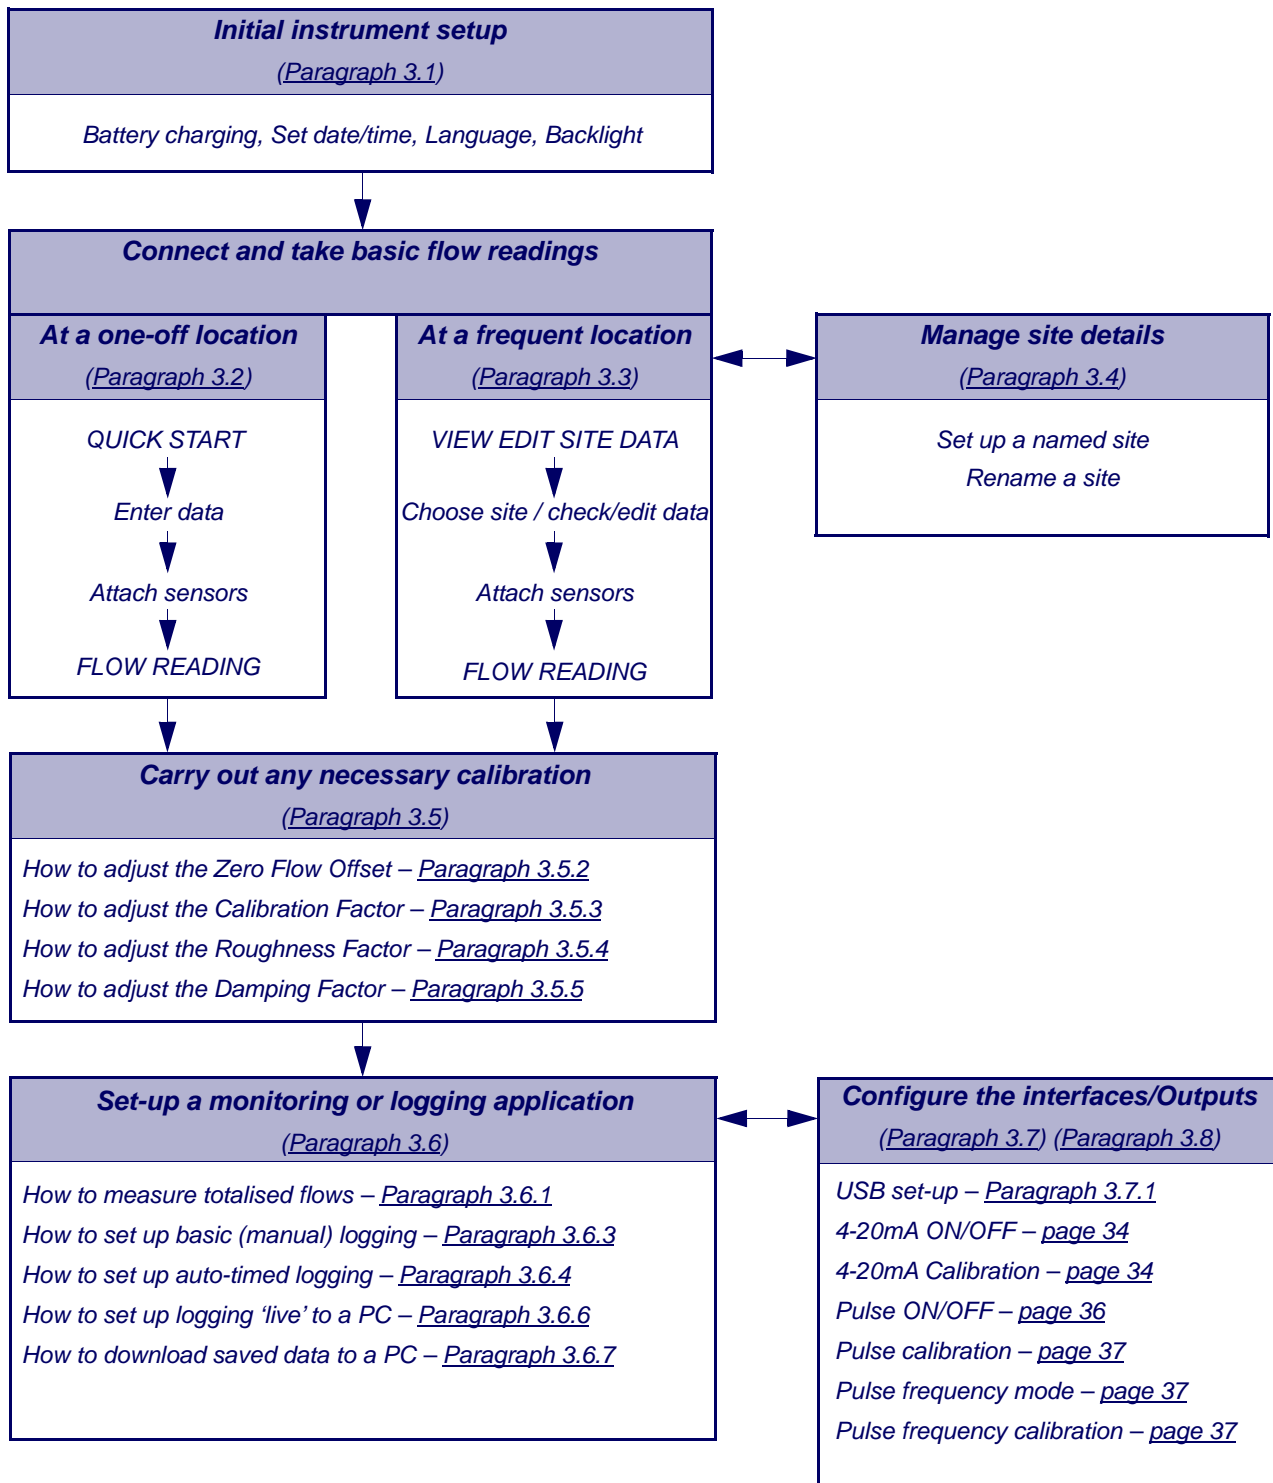 Initial instrument setup
(Paragraph 3.1)
Battery charging, Set date/time, Language, Backlight
Connect and take basic flow readings
At a one-off location
(Paragraph 3.2)
QUICK START
Enter data
Attach sensors
FLOW READING
At a frequent location
(Paragraph 3.3)
VIEW EDIT SITE DATA
Choose site / check/edit data
Attach sensors
FLOW READING
Manage site details
(Paragraph 3.4)
Set up a named site
Rename a site
Carry out any necessary calibration
(Paragraph 3.5)
How to adjust the Zero Flow Offset – Paragraph 3.5.2
How to adjust the Calibration Factor – Paragraph 3.5.3
How to adjust the Roughness Factor – Paragraph 3.5.4
How to adjust the Damping Factor – Paragraph 3.5.5
Set-up a monitoring or logging application
(Paragraph 3.6)
How to measure totalised flows – Paragraph 3.6.1
How to set up basic (manual) logging – Paragraph 3.6.3
How to set up auto-timed logging – Paragraph 3.6.4
How to set up logging ‘live’ to a PC – Paragraph 3.6.6
How to download saved data to a PC – Paragraph 3.6.7
Configure the interfaces/Outputs
(Paragraph 3.7) (Paragraph 3.8)
USB set-up – Paragraph 3.7.1
4-20mA ON/OFF – page 34
4-20mA Calibration – page 34
Pulse ON/OFF – page 36
Pulse calibration – page 37
Pulse frequency mode – page 37
Pulse frequency calibration – page 37